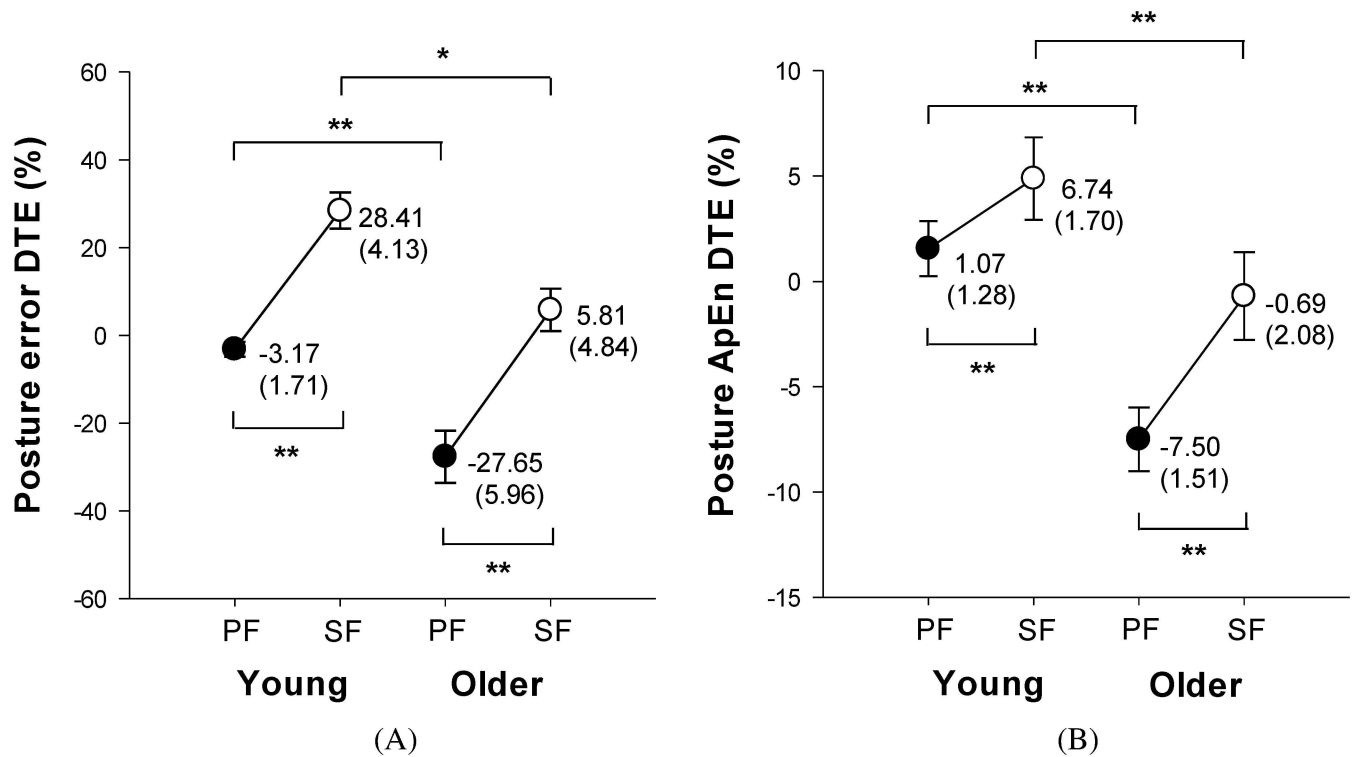 *
**
60
40
20
0
-20
-40
-60
Posture error DTE (%)
28.41
(4.13)
-3.17
(1.71)
**
5.81
(4.84)
-27.65
(5.96)
**
PF
SF
PF
SF
Young
Older
(A)
**
**
10
5
0
-5
-10
-15
Posture ApEn DTE (%)
6.74
(1.70)
1.07
(1.28)
**
-0.69
(2.08)
-7.50
(1.51)
**
PF
SF
PF
SF
Young
Older
(B)